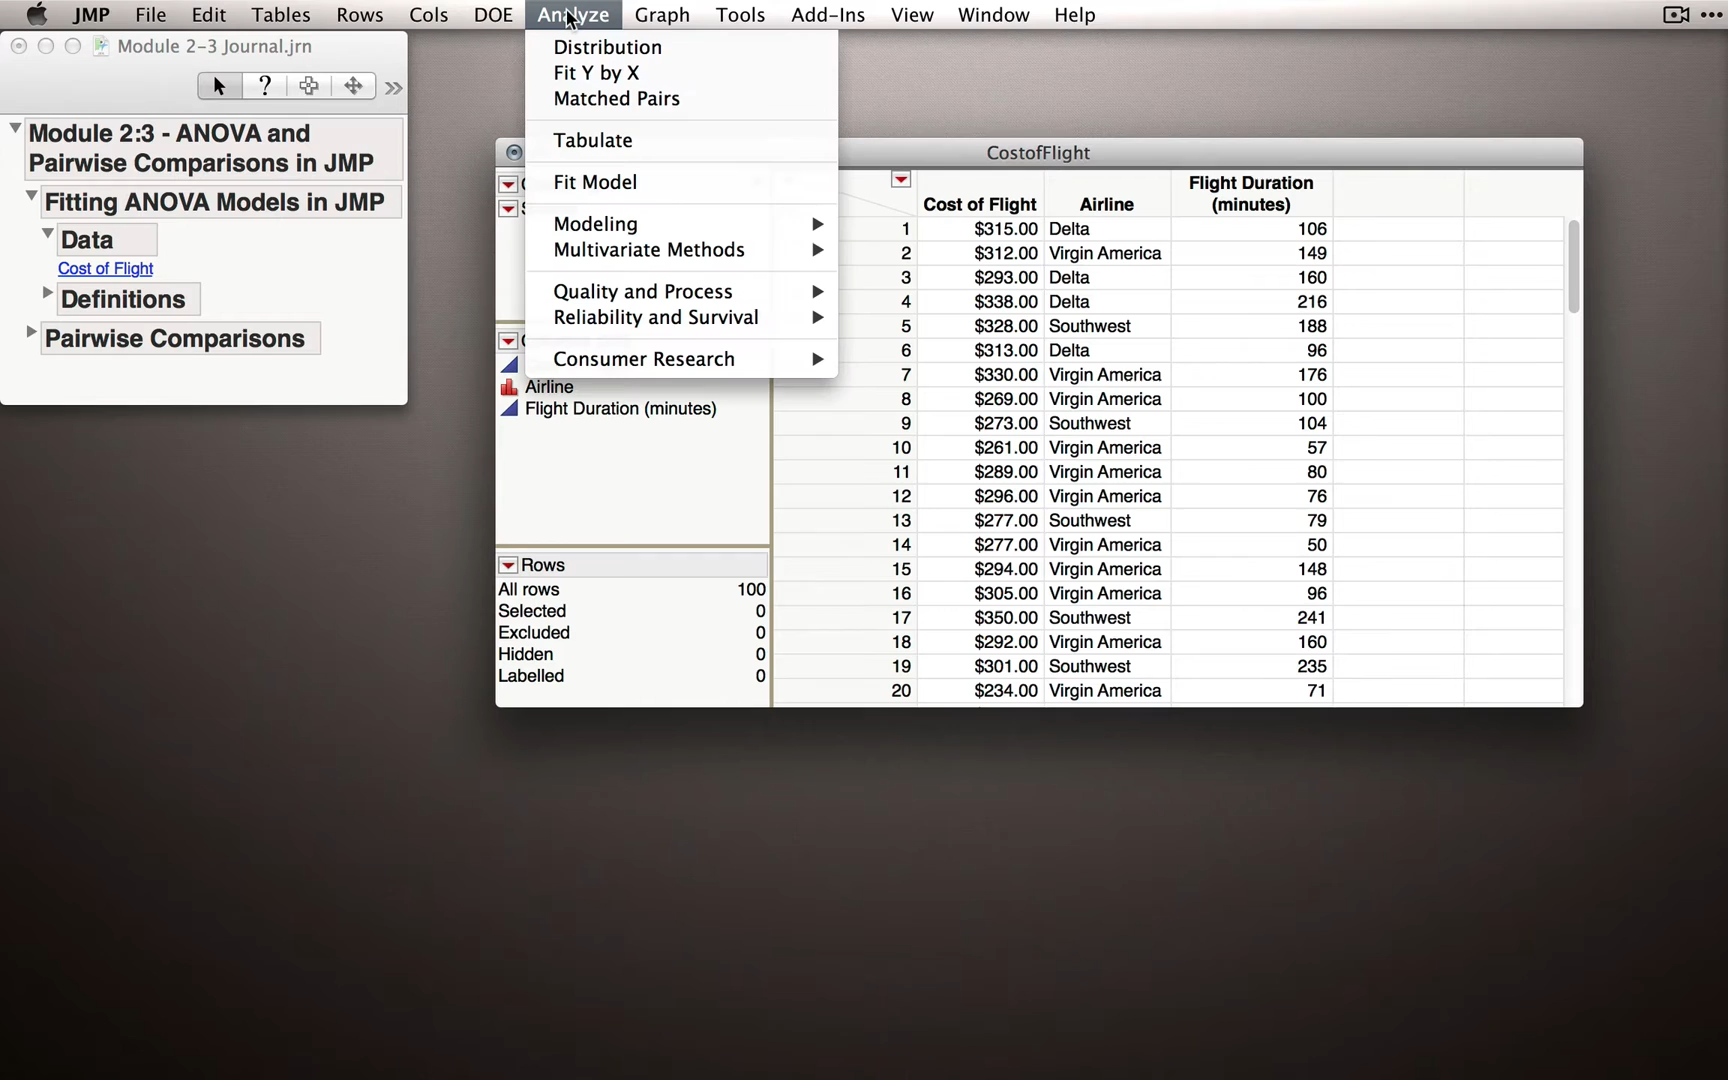 JMP File Edit Tables Rows Cols DOE Analyze Graph Tools Add-Ins View Window Help
Module 2-3 Journal.jrn
?
Module 2:3 - ANOVA and
Pairwise Comparisons in JMP
Fitting ANOVA Models in JMP
Data
Cost of Flight
Definitions
Pairwise Comparisons
Distribution
Fit Y by X
Matched Pairs
Tabulate
Fit Model
Modeling
Multivariate Methods
Quality and Process
Reliability and Survival
Consumer Research
CostofFlight
Airline
Flight Duration (minutes)
Rows
All rows 100
Selected 0
Excluded 0
Hidden 0
Labelled 0
Cost of Flight Airline Flight Duration (minutes)
1 $315.00 Delta 106
2 $312.00 Virgin America 149
3 $293.00 Delta 160
4 $338.00 Delta 216
5 $328.00 Southwest 188
6 $313.00 Delta 96
7 $330.00 Virgin America 176
8 $269.00 Virgin America 100
9 $273.00 Southwest 104
10 $261.00 Virgin America 57
11 $289.00 Virgin America 80
12 $296.00 Virgin America 76
13 $277.00 Southwest 79
14 $277.00 Virgin America 50
15 $294.00 Virgin America 148
16 $305.00 Virgin America 96
17 $350.00 Southwest 241
18 $292.00 Virgin America 160
19 $301.00 Southwest 235
20 $234.00 Virgin America 71